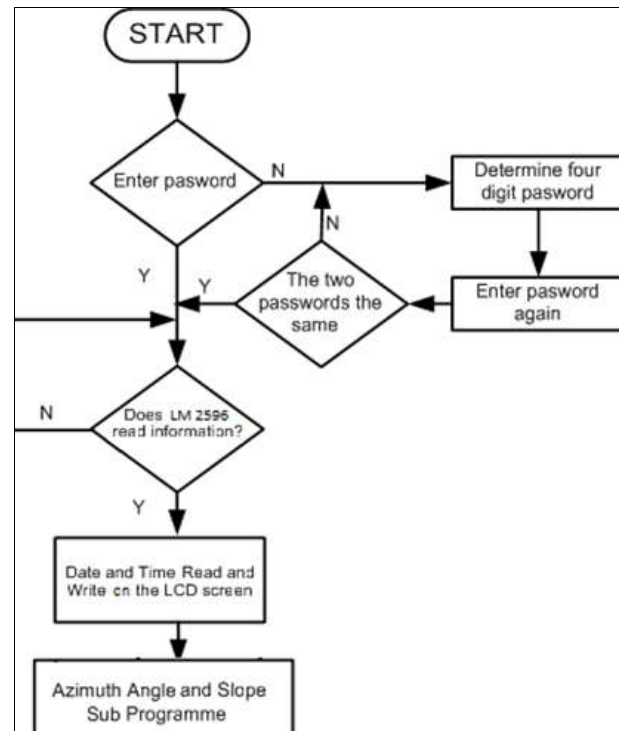 START
Enter pasword
N
Determine four
digit pasword
N
Y
Y
The two
passwords the
same
Enter pasword
again
N
Does LM 2596
read information?
Y
Date and Time Read and
Write on the LCD screen
Azimuth Angle and Slope
Sub Programme